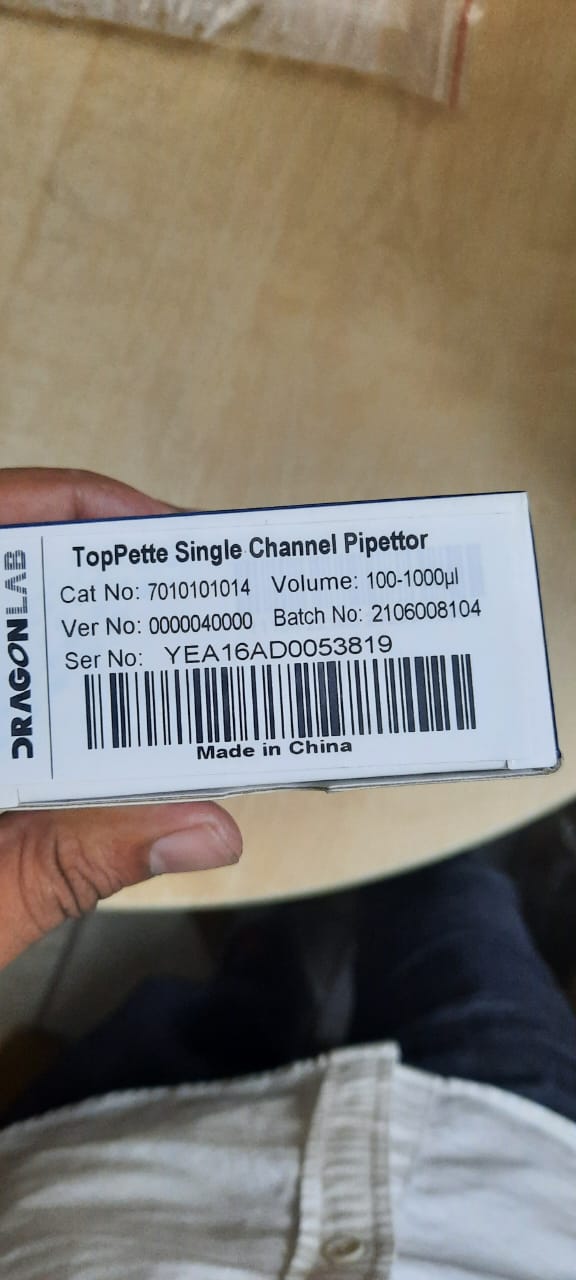 DRAGONLAB
TopPette Single Channel Pipettor
Cat No: 7010101014 Volume: 100-1000µl
Ver No: 0000040000 Batch No: 2106008104
Ser No: YEA16AD0053819
Made in China